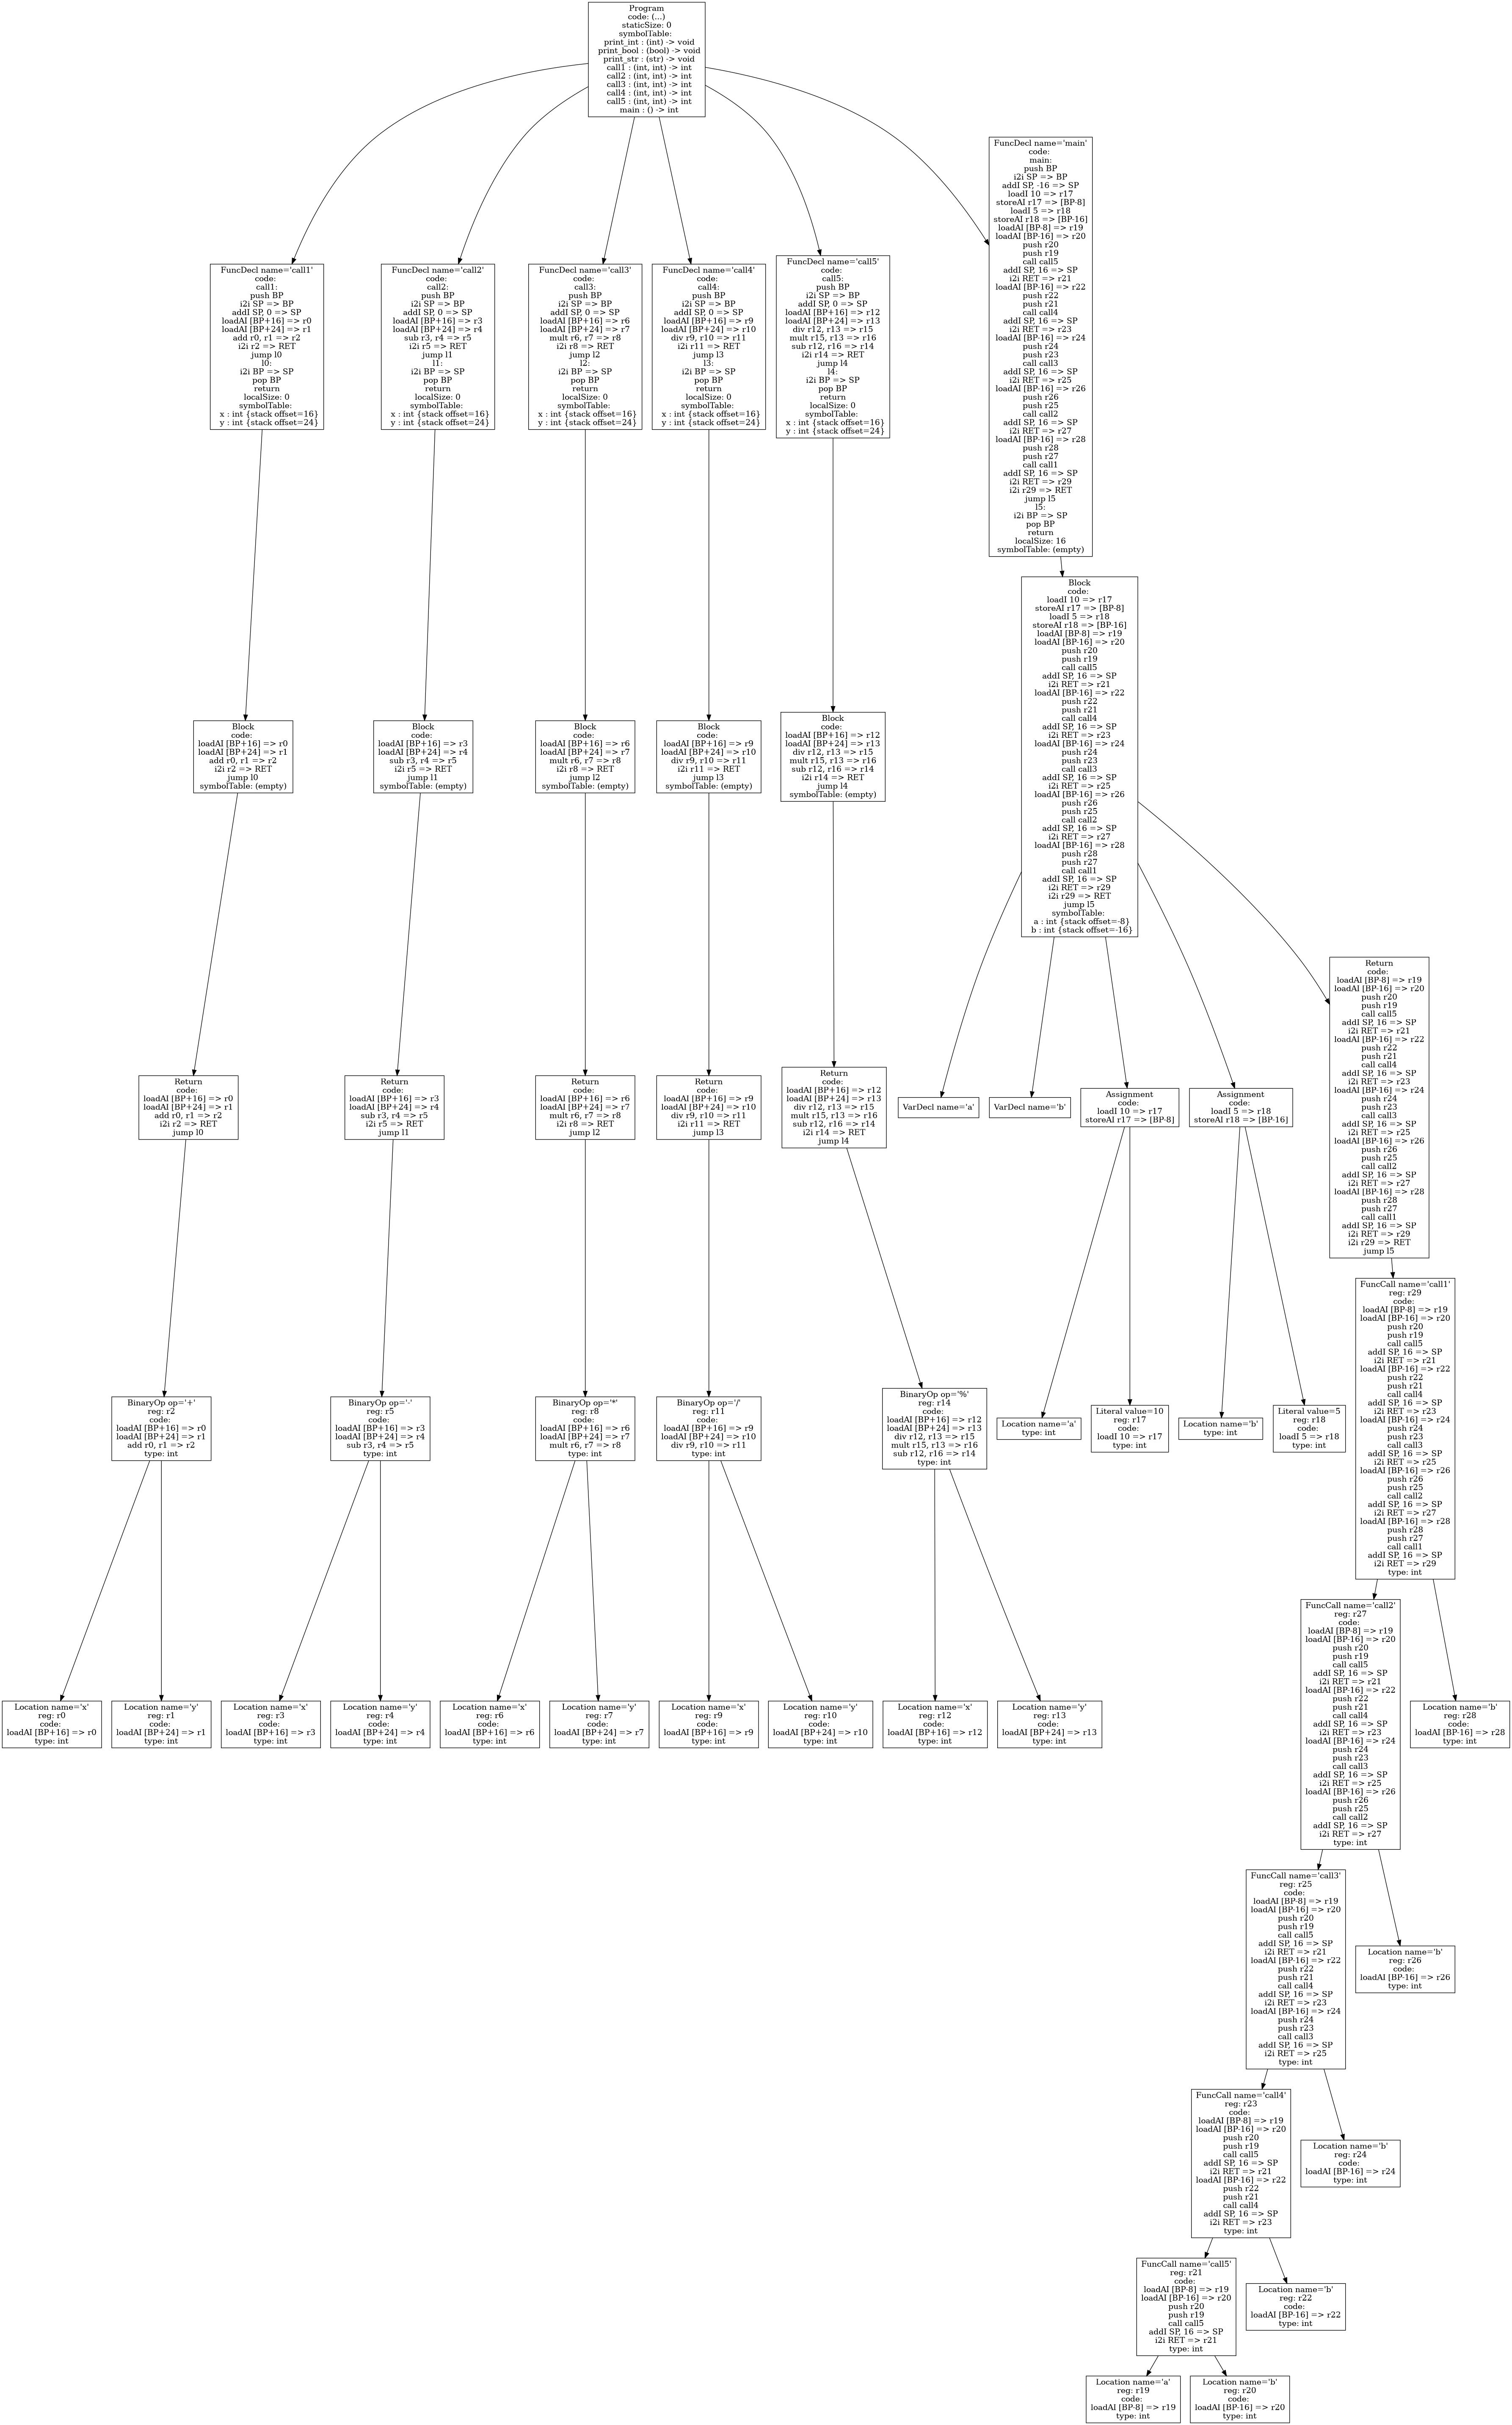 Program
code: (...)
staticSize: 0
symbolTable:
print_int : (int) -> void
print_bool : (bool) -> void
print_str : (str) -> void
call1 : (int, int) -> int
call2 : (int, int) -> int
call3 : (int, int) -> int
call4 : (int, int) -> int
call5 : (int, int) -> int
main : () -> int
FuncDecl name='call1'
code:
call1:
push BP
i2i SP => BP
addI SP, 0 => SP
loadAI [BP+16] => r0
loadAI [BP+24] => r1
add r0, r1 => r2
i2i r2 => RET
jump l0
l0:
i2i BP => SP
pop BP
return
localSize: 0
symbolTable:
x : int {stack offset=16}
y : int {stack offset=24}
FuncDecl name='call2'
code:
call2:
push BP
i2i SP => BP
addI SP, 0 => SP
loadAI [BP+16] => r3
loadAI [BP+24] => r4
sub r3, r4 => r5
i2i r5 => RET
jump l1
l1:
i2i BP => SP
pop BP
return
localSize: 0
symbolTable:
x : int {stack offset=16}
y : int {stack offset=24}
FuncDecl name='call3'
code:
call3:
push BP
i2i SP => BP
addI SP, 0 => SP
loadAI [BP+16] => r6
loadAI [BP+24] => r7
mult r6, r7 => r8
i2i r8 => RET
jump l2
l2:
i2i BP => SP
pop BP
return
localSize: 0
symbolTable:
x : int {stack offset=16}
y : int {stack offset=24}
FuncDecl name='call4'
code:
call4:
push BP
i2i SP => BP
addI SP, 0 => SP
loadAI [BP+16] => r9
loadAI [BP+24] => r10
div r9, r10 => r11
i2i r11 => RET
jump l3
l3:
i2i BP => SP
pop BP
return
localSize: 0
symbolTable:
x : int {stack offset=16}
y : int {stack offset=24}
FuncDecl name='call5'
code:
call5:
push BP
i2i SP => BP
addI SP, 0 => SP
loadAI [BP+16] => r12
loadAI [BP+24] => r13
div r12, r13 => r15
mult r15, r13 => r16
sub r12, r16 => r14
i2i r14 => RET
jump l4
l4:
i2i BP => SP
pop BP
return
localSize: 0
symbolTable:
x : int {stack offset=16}
y : int {stack offset=24}
FuncDecl name='main'
code:
main:
push BP
i2i SP => BP
addI SP, -16 => SP
loadI 10 => r17
storeAI r17 => [BP-8]
loadI 5 => r18
storeAI r18 => [BP-16]
loadAI [BP-8] => r19
loadAI [BP-16] => r20
push r20
push r19
call call5
addI SP, 16 => SP
i2i RET => r21
loadAI [BP-16] => r22
push r22
push r21
call call4
addI SP, 16 => SP
i2i RET => r23
loadAI [BP-16] => r24
push r24
push r23
call call3
addI SP, 16 => SP
i2i RET => r25
loadAI [BP-16] => r26
push r26
push r25
call call2
addI SP, 16 => SP
i2i RET => r27
loadAI [BP-16] => r28
push r28
push r27
call call1
addI SP, 16 => SP
i2i RET => r29
i2i r29 => RET
jump l5
l5:
i2i BP => SP
pop BP
return
localSize: 16
symbolTable: (empty)
Block
code:
loadAI [BP+16] => r0
loadAI [BP+24] => r1
add r0, r1 => r2
i2i r2 => RET
jump l0
symbolTable: (empty)
Block
code:
loadAI [BP+16] => r3
loadAI [BP+24] => r4
sub r3, r4 => r5
i2i r5 => RET
jump l1
symbolTable: (empty)
Block
code:
loadAI [BP+16] => r6
loadAI [BP+24] => r7
mult r6, r7 => r8
i2i r8 => RET
jump l2
symbolTable: (empty)
Block
code:
loadAI [BP+16] => r9
loadAI [BP+24] => r10
div r9, r10 => r11
i2i r11 => RET
jump l3
symbolTable: (empty)
Block
code:
loadAI [BP+16] => r12
loadAI [BP+24] => r13
div r12, r13 => r15
mult r15, r13 => r16
sub r12, r16 => r14
i2i r14 => RET
jump l4
symbolTable: (empty)
Block
code:
loadI 10 => r17
storeAI r17 => [BP-8]
loadI 5 => r18
storeAI r18 => [BP-16]
loadAI [BP-8] => r19
loadAI [BP-16] => r20
push r20
push r19
call call5
addI SP, 16 => SP
i2i RET => r21
loadAI [BP-16] => r22
push r22
push r21
call call4
addI SP, 16 => SP
i2i RET => r23
loadAI [BP-16] => r24
push r24
push r23
call call3
addI SP, 16 => SP
i2i RET => r25
loadAI [BP-16] => r26
push r26
push r25
call call2
addI SP, 16 => SP
i2i RET => r27
loadAI [BP-16] => r28
push r28
push r27
call call1
addI SP, 16 => SP
i2i RET => r29
i2i r29 => RET
jump l5
symbolTable:
a : int {stack offset=-8}
b : int {stack offset=-16}
Return
code:
loadAI [BP+16] => r0
loadAI [BP+24] => r1
add r0, r1 => r2
i2i r2 => RET
jump l0
Return
code:
loadAI [BP+16] => r3
loadAI [BP+24] => r4
sub r3, r4 => r5
i2i r5 => RET
jump l1
Return
code:
loadAI [BP+16] => r6
loadAI [BP+24] => r7
mult r6, r7 => r8
i2i r8 => RET
jump l2
Return
code:
loadAI [BP+16] => r9
loadAI [BP+24] => r10
div r9, r10 => r11
i2i r11 => RET
jump l3
Return
code:
loadAI [BP+16] => r12
loadAI [BP+24] => r13
div r12, r13 => r15
mult r15, r13 => r16
sub r12, r16 => r14
i2i r14 => RET
jump l4
VarDecl name='a'
VarDecl name='b'
Assignment
code:
loadI 10 => r17
storeAI r17 => [BP-8]
Assignment
code:
loadI 5 => r18
storeAI r18 => [BP-16]
Return
code:
loadAI [BP-8] => r19
loadAI [BP-16] => r20
push r20
push r19
call call5
addI SP, 16 => SP
i2i RET => r21
loadAI [BP-16] => r22
push r22
push r21
call call4
addI SP, 16 => SP
i2i RET => r23
loadAI [BP-16] => r24
push r24
push r23
call call3
addI SP, 16 => SP
i2i RET => r25
loadAI [BP-16] => r26
push r26
push r25
call call2
addI SP, 16 => SP
i2i RET => r27
loadAI [BP-16] => r28
push r28
push r27
call call1
addI SP, 16 => SP
i2i RET => r29
i2i r29 => RET
jump l5
BinaryOp op='+'
reg: r2
code:
loadAI [BP+16] => r0
loadAI [BP+24] => r1
add r0, r1 => r2
type: int
BinaryOp op='-'
reg: r5
code:
loadAI [BP+16] => r3
loadAI [BP+24] => r4
sub r3, r4 => r5
type: int
BinaryOp op='*'
reg: r8
code:
loadAI [BP+16] => r6
loadAI [BP+24] => r7
mult r6, r7 => r8
type: int
BinaryOp op='/'
reg: r11
code:
loadAI [BP+16] => r9
loadAI [BP+24] => r10
div r9, r10 => r11
type: int
BinaryOp op='%'
reg: r14
code:
loadAI [BP+16] => r12
loadAI [BP+24] => r13
div r12, r13 => r15
mult r15, r13 => r16
sub r12, r16 => r14
type: int
Location name='a'
type: int
Literal value=10
reg: r17
code:
loadI 10 => r17
type: int
Location name='b'
type: int
Literal value=5
reg: r18
code:
loadI 5 => r18
type: int
FuncCall name='call1'
reg: r29
code:
loadAI [BP-8] => r19
loadAI [BP-16] => r20
push r20
push r19
call call5
addI SP, 16 => SP
i2i RET => r21
loadAI [BP-16] => r22
push r22
push r21
call call4
addI SP, 16 => SP
i2i RET => r23
loadAI [BP-16] => r24
push r24
push r23
call call3
addI SP, 16 => SP
i2i RET => r25
loadAI [BP-16] => r26
push r26
push r25
call call2
addI SP, 16 => SP
i2i RET => r27
loadAI [BP-16] => r28
push r28
push r27
call call1
addI SP, 16 => SP
i2i RET => r29
type: int
Location name='x'
reg: r0
code:
loadAI [BP+16] => r0
type: int
Location name='y'
reg: r1
code:
loadAI [BP+24] => r1
type: int
Location name='x'
reg: r3
code:
loadAI [BP+16] => r3
type: int
Location name='y'
reg: r4
code:
loadAI [BP+24] => r4
type: int
Location name='x'
reg: r6
code:
loadAI [BP+16] => r6
type: int
Location name='y'
reg: r7
code:
loadAI [BP+24] => r7
type: int
Location name='x'
reg: r9
code:
loadAI [BP+16] => r9
type: int
Location name='y'
reg: r10
code:
loadAI [BP+24] => r10
type: int
Location name='x'
reg: r12
code:
loadAI [BP+16] => r12
type: int
Location name='y'
reg: r13
code:
loadAI [BP+24] => r13
type: int
FuncCall name='call2'
reg: r27
code:
loadAI [BP-8] => r19
loadAI [BP-16] => r20
push r20
push r19
call call5
addI SP, 16 => SP
i2i RET => r21
loadAI [BP-16] => r22
push r22
push r21
call call4
addI SP, 16 => SP
i2i RET => r23
loadAI [BP-16] => r24
push r24
push r23
call call3
addI SP, 16 => SP
i2i RET => r25
loadAI [BP-16] => r26
push r26
push r25
call call2
addI SP, 16 => SP
i2i RET => r27
type: int
Location name='b'
reg: r28
code:
loadAI [BP-16] => r28
type: int
FuncCall name='call3'
reg: r25
code:
loadAI [BP-8] => r19
loadAI [BP-16] => r20
push r20
push r19
call call5
addI SP, 16 => SP
i2i RET => r21
loadAI [BP-16] => r22
push r22
push r21
call call4
addI SP, 16 => SP
i2i RET => r23
loadAI [BP-16] => r24
push r24
push r23
call call3
addI SP, 16 => SP
i2i RET => r25
type: int
Location name='b'
reg: r26
code:
loadAI [BP-16] => r26
type: int
FuncCall name='call4'
reg: r23
code:
loadAI [BP-8] => r19
loadAI [BP-16] => r20
push r20
push r19
call call5
addI SP, 16 => SP
i2i RET => r21
loadAI [BP-16] => r22
push r22
push r21
call call4
addI SP, 16 => SP
i2i RET => r23
type: int
Location name='b'
reg: r24
code:
loadAI [BP-16] => r24
type: int
FuncCall name='call5'
reg: r21
code:
loadAI [BP-8] => r19
loadAI [BP-16] => r20
push r20
push r19
call call5
addI SP, 16 => SP
i2i RET => r21
type: int
Location name='b'
reg: r22
code:
loadAI [BP-16] => r22
type: int
Location name='a'
reg: r19
code:
loadAI [BP-8] => r19
type: int
Location name='b'
reg: r20
code:
loadAI [BP-16] => r20
type: int